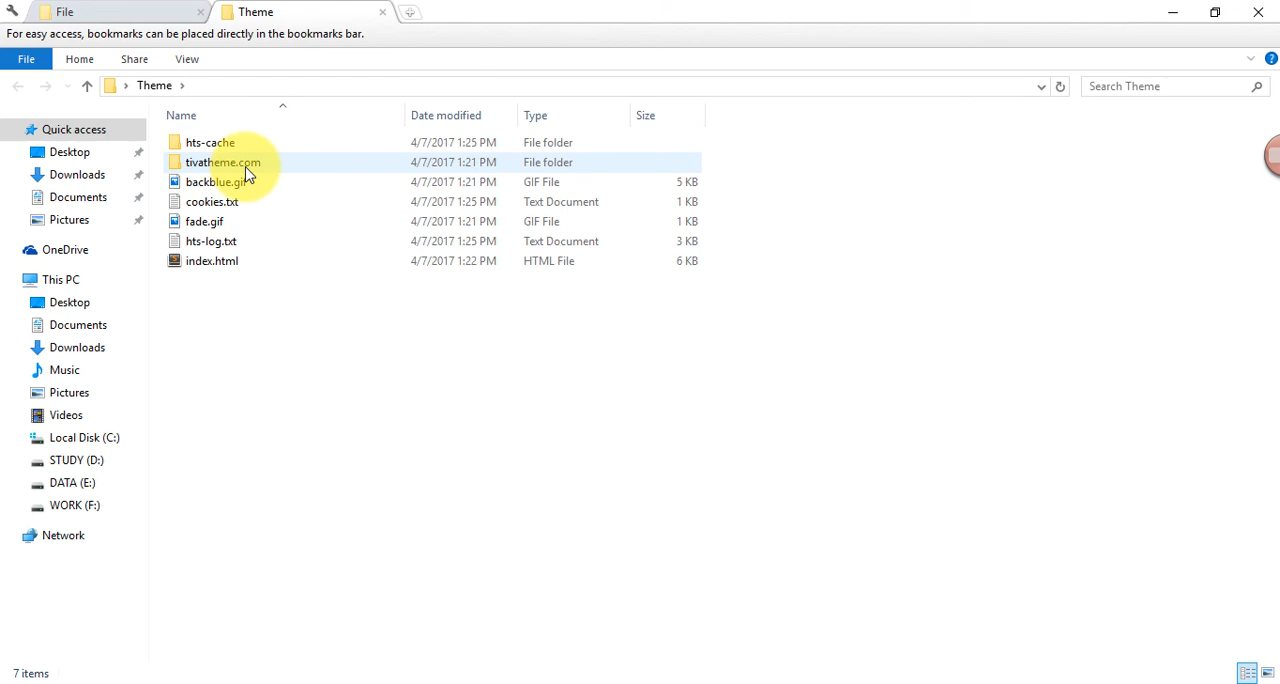 File
Theme
For easy access, bookmarks can be placed directly in the bookmarks bar.
File Home Share View
Theme
Search Theme
Name Date modified Type Size
Quick access
Desktop
Downloads
Documents
Pictures
OneDrive
This PC
Desktop
Documents
Downloads
Music
Pictures
Videos
Local Disk (C:)
STUDY (D:)
DATA (E:)
WORK (F:)
Network
hts-cache 4/7/2017 1:25 PM File folder
tivatheme.com 4/7/2017 1:21 PM File folder
backblue.gif 4/7/2017 1:21 PM GIF File 5 KB
cookies.txt 4/7/2017 1:25 PM Text Document 1 KB
fade.gif 4/7/2017 1:21 PM GIF File 1 KB
hts-log.txt 4/7/2017 1:25 PM Text Document 3 KB
index.html 4/7/2017 1:22 PM HTML File 6 KB
7 items